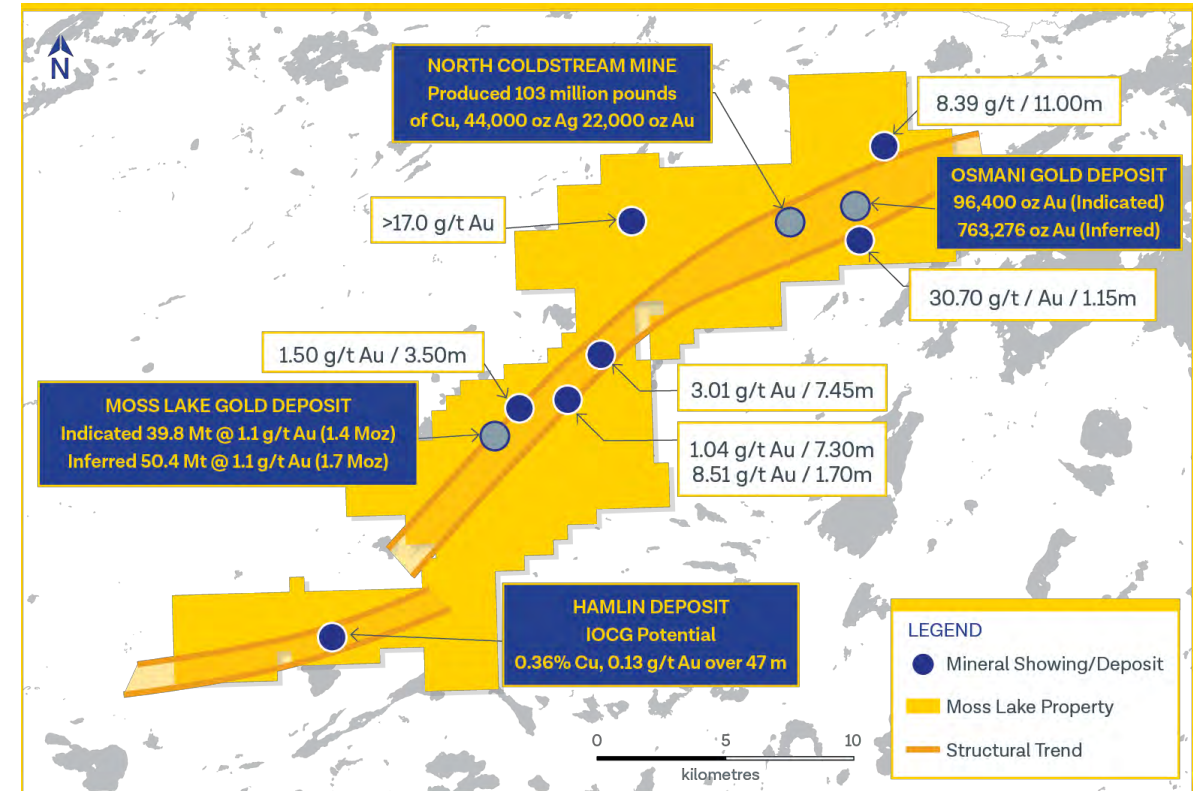 N
NORTH COLDSTREAM MINE
Produced 103 million pounds
of Cu, 44,000 oz Ag 22,000 oz Au
8.39 g/t / 11.00m
OSMANI GOLD DEPOSIT
96,400 oz Au (Indicated)
763,276 oz Au (Inferred)
>17.0 g/t Au
30.70 g/t / Au / 1.15m
1.50 g/t Au / 3.50m
3.01 g/t Au / 7.45m
MOSS LAKE GOLD DEPOSIT
Indicated 39.8 Mt @ 1.1 g/t Au (1.4 Moz)
Inferred 50.4 Mt @ 1.1 g/t Au (1.7 Moz)
1.04 g/t Au / 7.30m
8.51 g/t Au / 1.70m
HAMLIN DEPOSIT
IOCG Potential
0.36% Cu, 0.13 g/t Au over 47 m
LEGEND
Mineral Showing/Deposit
Moss Lake Property
Structural Trend
0 5 10
kilometres